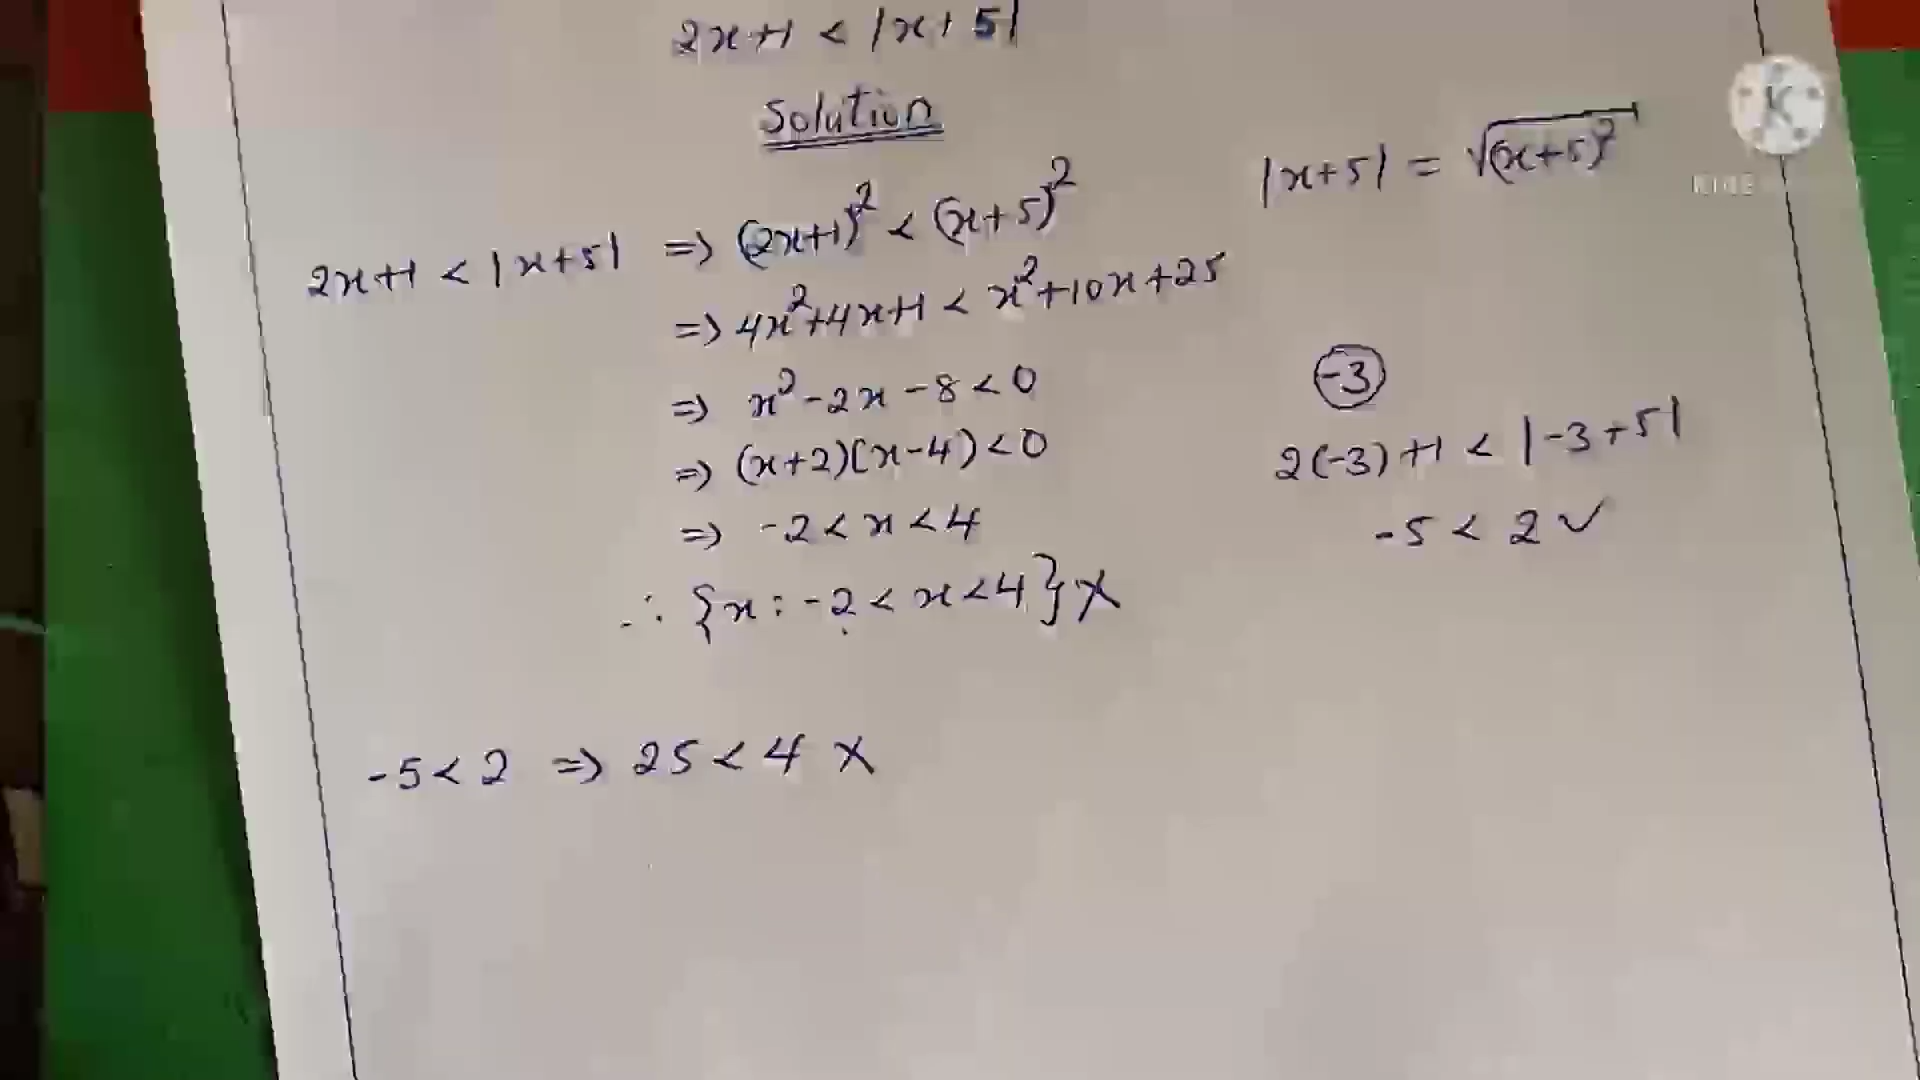 2x+1 < |x+5|
Solution
|x+5| = √(x+5)²
2x+1 < |x+5| => (2x+1)² < (x+5)²
=> 4x²+4x+1 < x²+10x+25
=> x²-2x-8<0
=> (x+2)(x-4)<0
=> -2<x<4
∴ {x: -2<x<4} X
-3
2(-3)+1 < |-3+5|
-5 < 2 ✓
-5<2 => 25<4 X
K